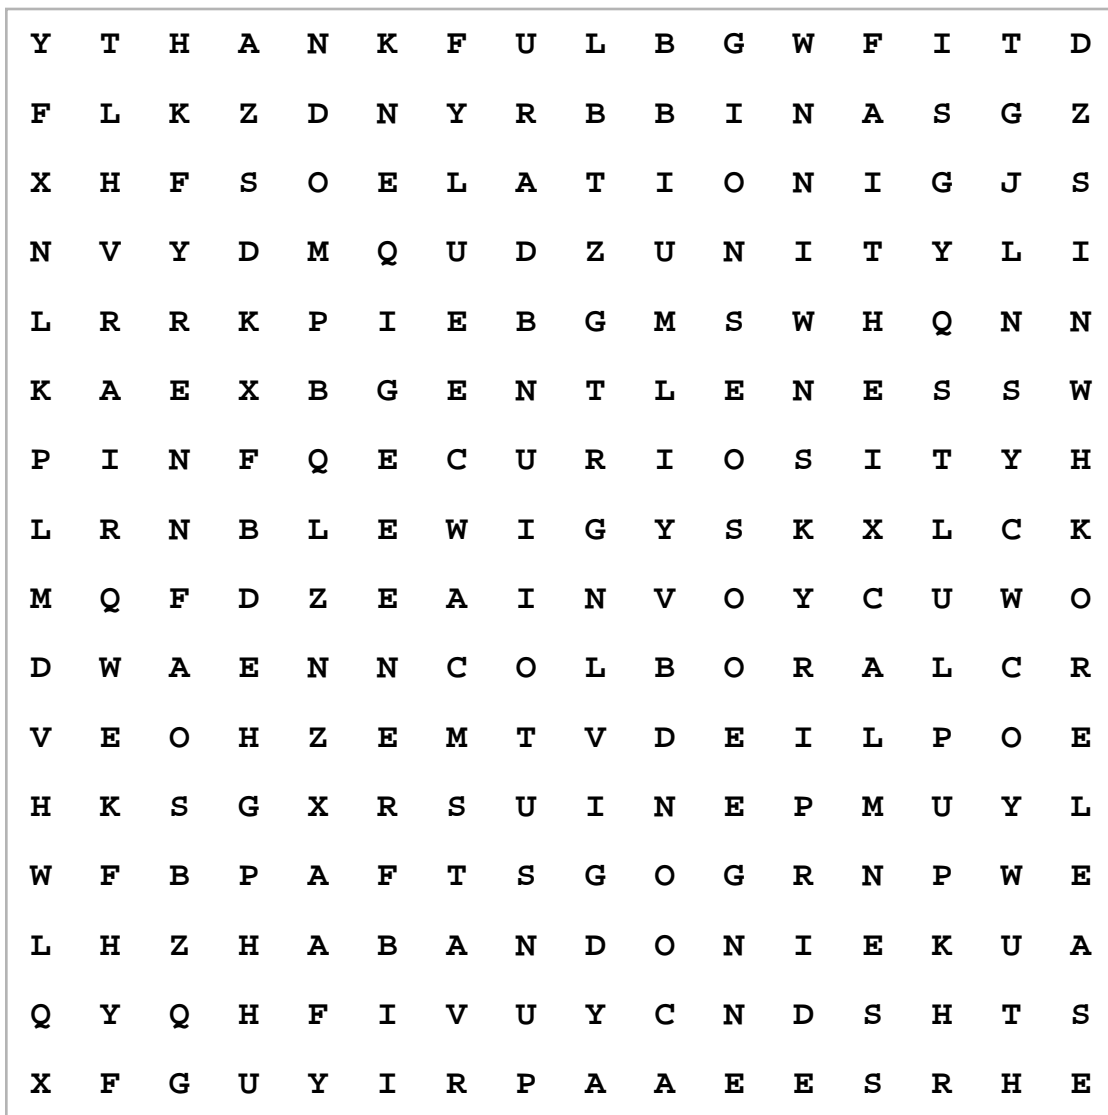 Y T H A N K F U L B G W F I T D
F L K Z D N Y R B B I N A S G Z
X H F S O E L A T I O N I G J S
N V Y D M Q U D Z U N I T Y L I
L R R K P I E B G M S W H Q N N
K A E X B G E N T L E N E S S W
P I N F Q E C U R I O S I T Y H
L R N B L E W I G Y S K X L C K
M Q F D Z E A I N V O Y C U W O
D W A E N N C O L B O R A L C R
V E O H Z E M T V D E I L P O E
H K S G X R S U I N E P M U Y L
W F B P A F T S G O G R N P W E
L H Z H A B A N D O N I E K U A
Q Y Q H F I V U Y C N D S H T S
X F G U Y I R P A A E E S R H E